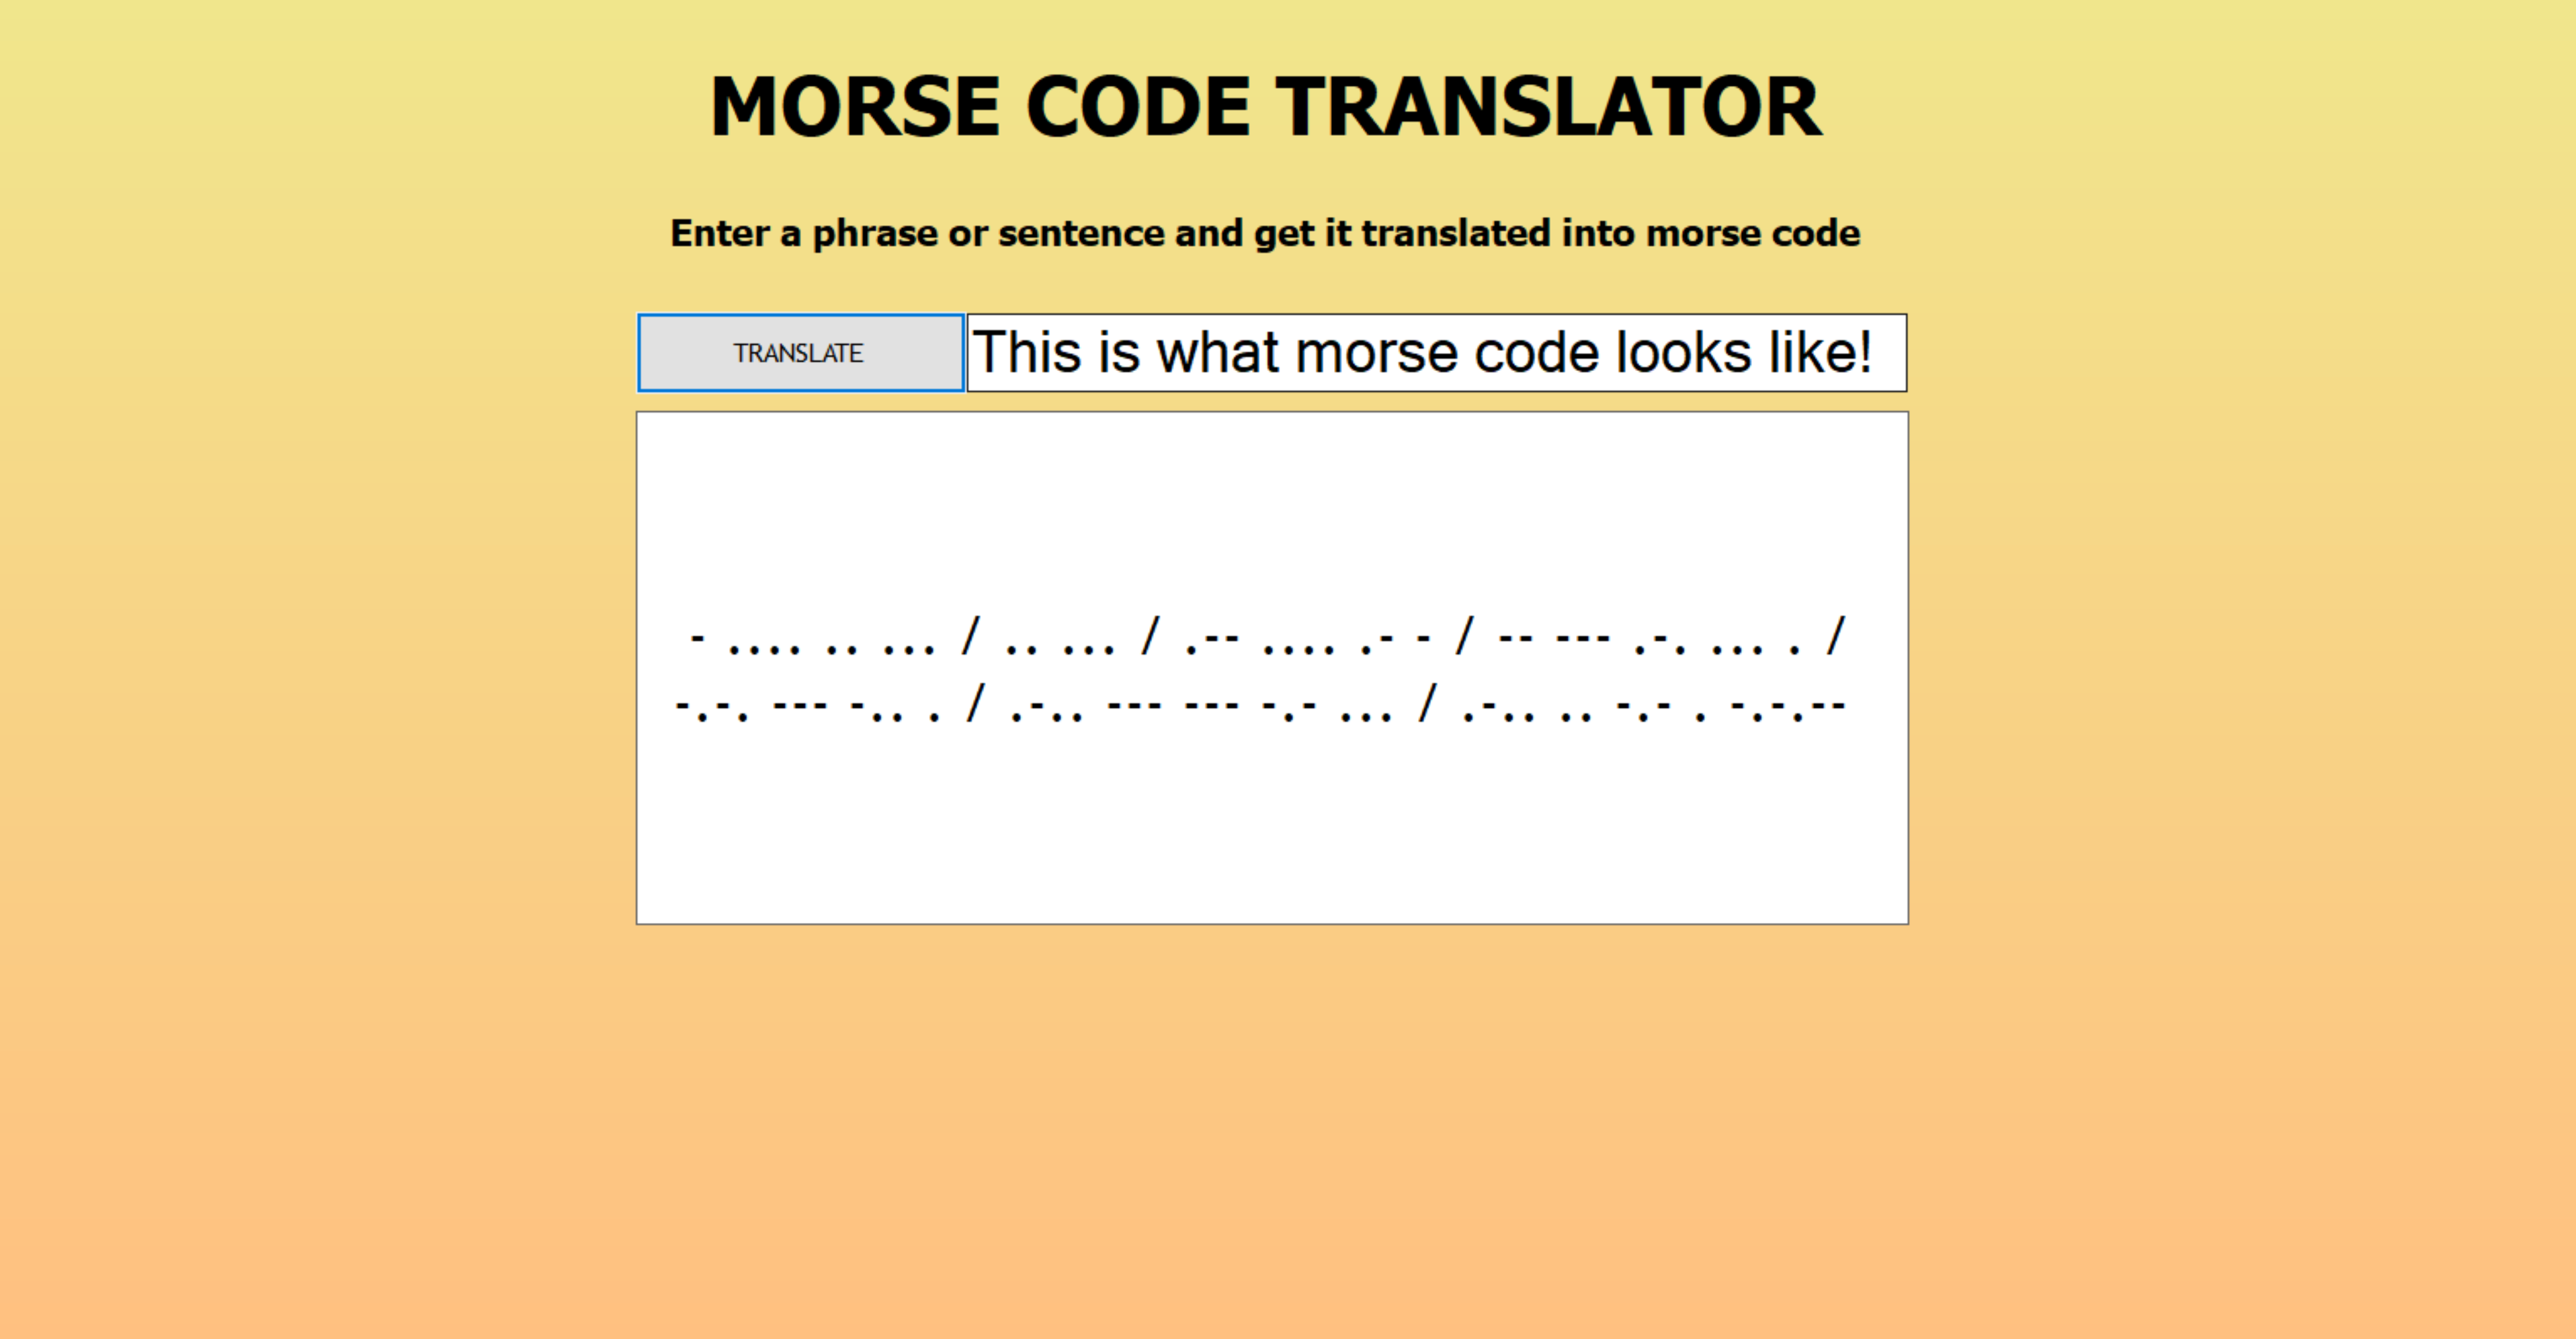 MORSE CODE TRANSLATOR
Enter a phrase or sentence and get it translated into morse code
TRANSLATE This is what morse code looks like!
- .... .. ... / .. ... / .-- .... .- - / -- --- .-. ... . /
-.-. --- -.. . / .-.. --- --- -.- ... / .-.. .. -.- . -.-.--